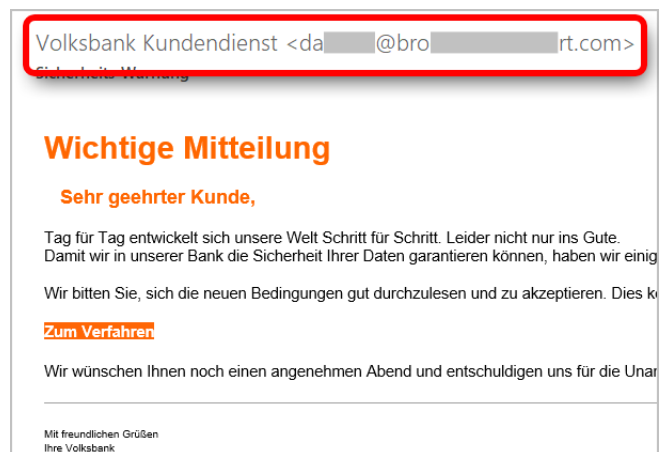 Volksbank Kundendienst <da @bro rt.com>
Sicherheits-Warnung
Wichtige Mitteilung
Sehr geehrter Kunde,
Tag für Tag entwickelt sich unsere Welt Schritt für Schritt. Leider nicht nur ins Gute.
Damit wir in unserer Bank die Sicherheit Ihrer Daten garantieren können, haben wir einig
Wir bitten Sie, sich die neuen Bedingungen gut durchzulesen und zu akzeptieren. Dies k
Zum Verfahren
Wir wünschen Ihnen noch einen angenehmen Abend und entschuldigen uns für die Unan
Mit freundlichen Grüßen
Ihre Volksbank